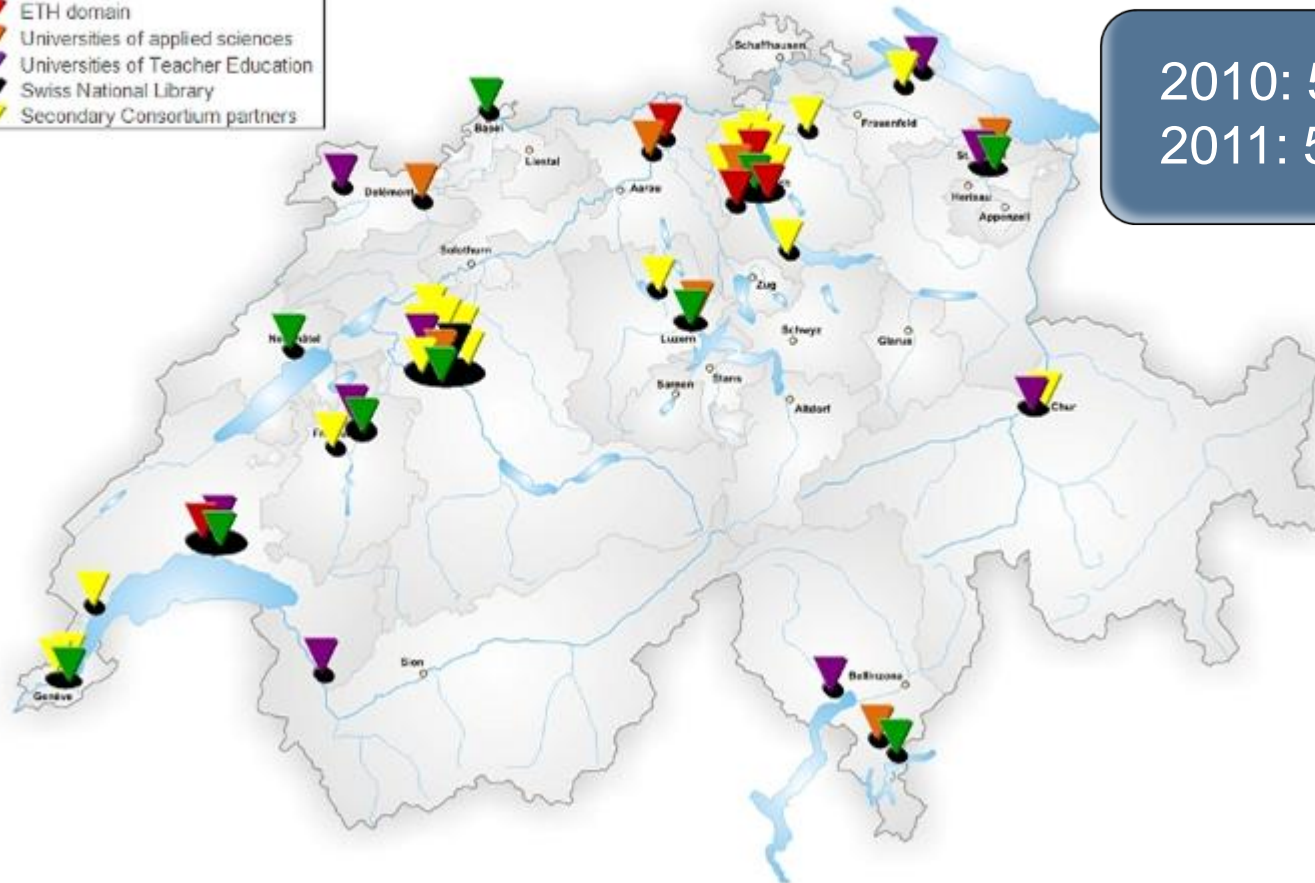 ETH domain
Universities of applied sciences
Universities of Teacher Education
Swiss National Library
Secondary Consortium partners
2010: 5
2011: 5
Schaffhausen
Basel
Liestal
Frauenfeld
Delémont
Aarau
St.
Herisau
Appenzell
Solothurn
Zug
Luzern
Schwyz
Glarus
Sarnen
Stans
Altdorf
Chur
Sion
Bellinzona
Genève